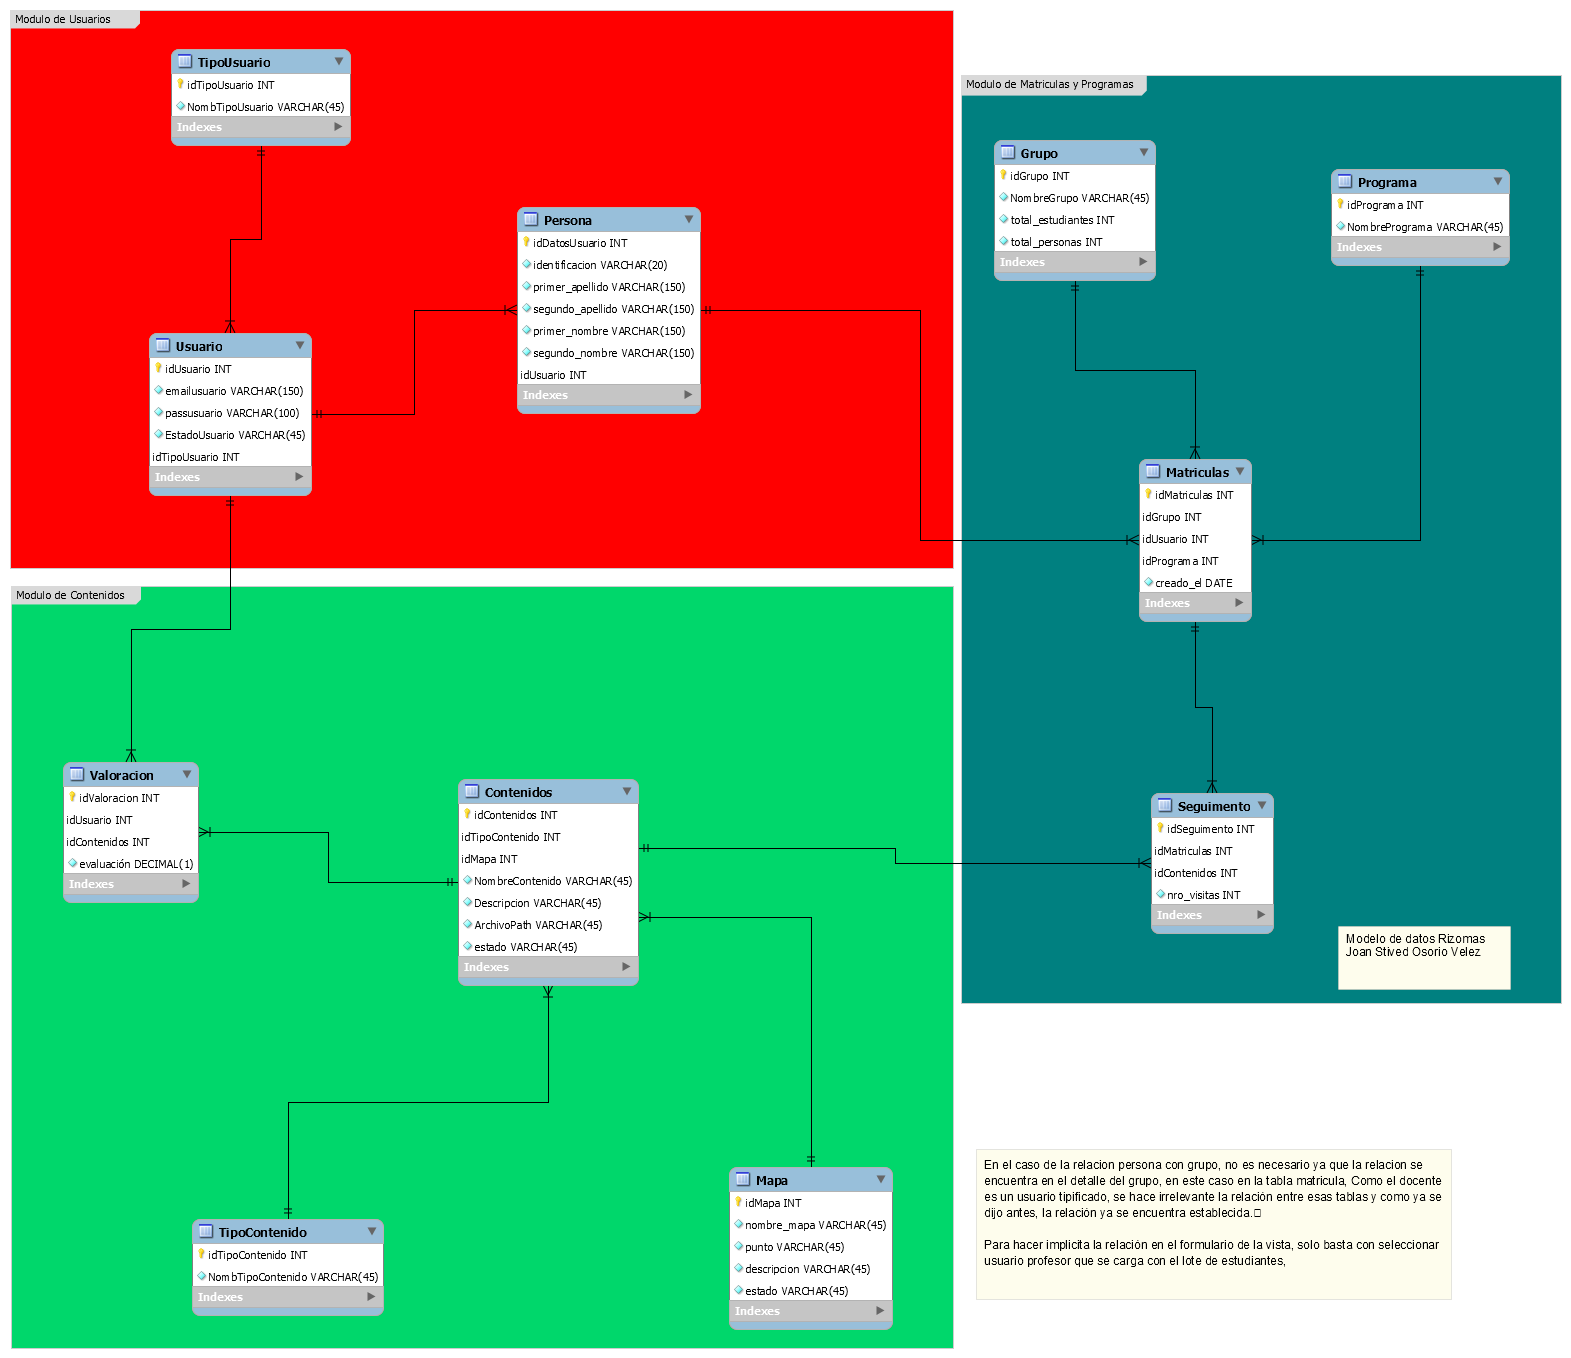 Modulo de Usuarios
TipoUsuario
idTipoUsuario INT
NombTipoUsuario VARCHAR(45)
Indexes
Persona
idDatosUsuario INT
identificacion VARCHAR(20)
primer_apellido VARCHAR(150)
segundo_apellido VARCHAR(150)
primer_nombre VARCHAR(150)
segundo_nombre VARCHAR(150)
idUsuario INT
Indexes
Usuario
idUsuario INT
emailusuario VARCHAR(150)
passusuario VARCHAR(100)
EstadoUsuario VARCHAR(45)
idTipoUsuario INT
Indexes
Modulo de Matriculas y Programas
Grupo
idGrupo INT
NombreGrupo VARCHAR(45)
total_estudiantes INT
total_personas INT
Indexes
Programa
idPrograma INT
NombrePrograma VARCHAR(45)
Indexes
Matriculas
idMatriculas INT
idGrupo INT
idUsuario INT
idPrograma INT
creado_el DATE
Indexes
Seguimento
idSeguimento INT
idMatriculas INT
idContenidos INT
nro_visitas INT
Indexes
Modelo de datos Rizomas
Joan Stived Osorio Velez
Modulo de Contenidos
Valoracion
idValoracion INT
idUsuario INT
idContenidos INT
evaluación DECIMAL(1)
Indexes
Contenidos
idContenidos INT
idTipoContenido INT
idMapa INT
NombreContenido VARCHAR(45)
Descripcion VARCHAR(45)
ArchivoPath VARCHAR(45)
estado VARCHAR(45)
Indexes
TipoContenido
idTipoContenido INT
NombTipoContenido VARCHAR(45)
Indexes
Mapa
idMapa INT
nombre_mapa VARCHAR(45)
punto VARCHAR(45)
descripcion VARCHAR(45)
estado VARCHAR(45)
Indexes
En el caso de la relacion persona con grupo, no es necesario ya que la relacion se
encuentra en el detalle del grupo, en este caso en la tabla matricula, Como el docente
es un usuario tipificado, se hace irrelevante la relación entre esas tablas y como ya se
dijo antes, la relación ya se encuentra establecida.
Para hacer implicita la relación en el formulario de la vista, solo basta con seleccionar
usuario profesor que se carga con el lote de estudiantes,